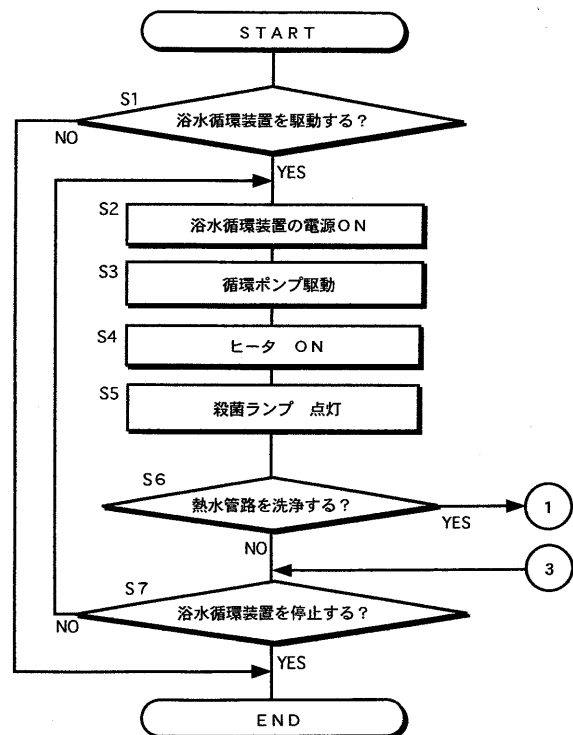 START
S1
浴水循環装置を駆動する?
NO
YES
S2
浴水循環装置の電源ON
S3
循環ポンプ駆動
S4
ヒータ ON
S5
殺菌ランプ 点灯
S6
熱水管路を洗浄する?
YES
1
NO
3
S7
浴水循環装置を停止する?
NO
YES
END